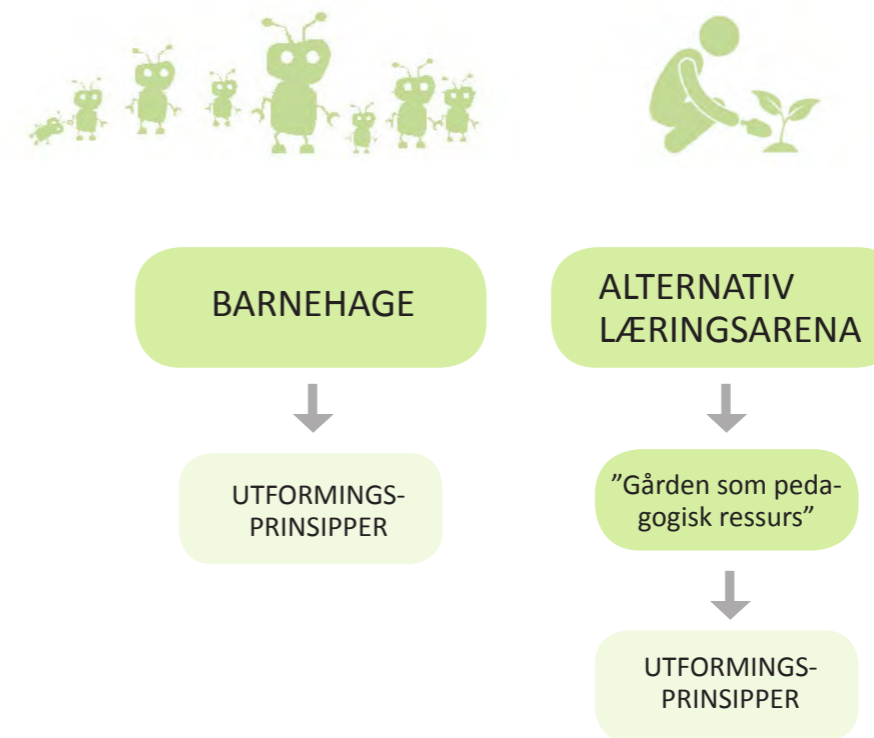 BARNEHAGE
UTFORMINGS-
PRINSIPPER
ALTERNATIV
LÆRINGSARENA
”Gården som peda-
gogisk ressurs”
UTFORMINGS-
PRINSIPPER